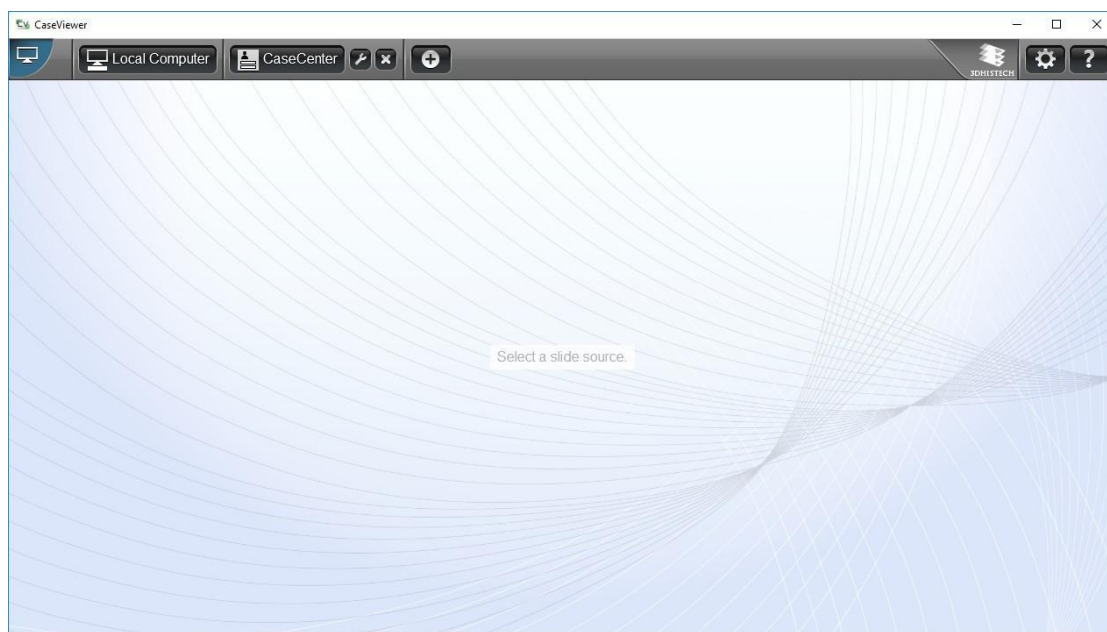 CaseViewer
Local Computer
CaseCenter
3DHISTECH
?
Select a slide source.